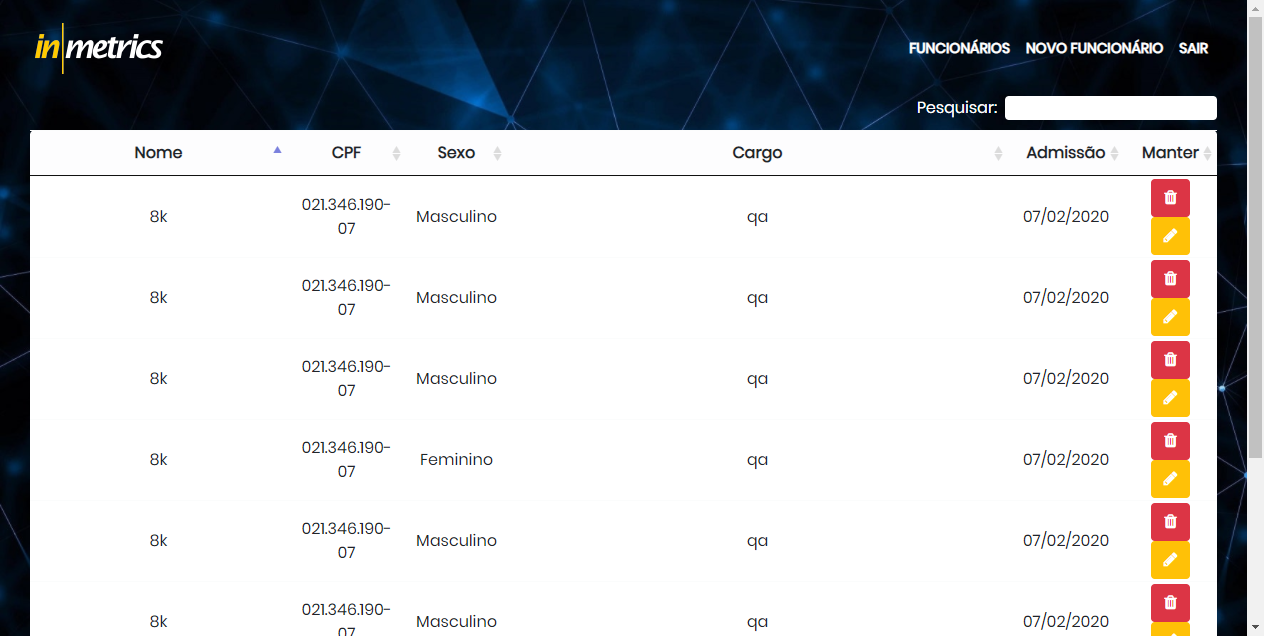 in|metrics
FUNCIONÁRIOS NOVO FUNCIONÁRIO SAIR
Pesquisar:
Nome CPF Sexo Cargo Admissão Manter
8k 021.346.190-
07 Masculino qa 07/02/2020
8k 021.346.190-
07 Masculino qa 07/02/2020
8k 021.346.190-
07 Masculino qa 07/02/2020
8k 021.346.190-
07 Feminino qa 07/02/2020
8k 021.346.190-
07 Masculino qa 07/02/2020
8k 021.346.190-
07 Masculino qa 07/02/2020